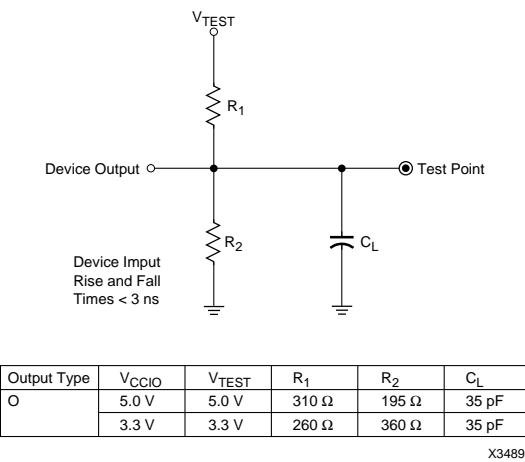 VTEST
R1
Device Output
Test Point
R2
CL
Device Imput
Rise and Fall
Times < 3 ns
Output Type VCCIO VTEST R1 R2 CL
O 5.0 V 5.0 V 310 Ω 195 Ω 35 pF
3.3 V 3.3 V 260 Ω 360 Ω 35 pF
X3489